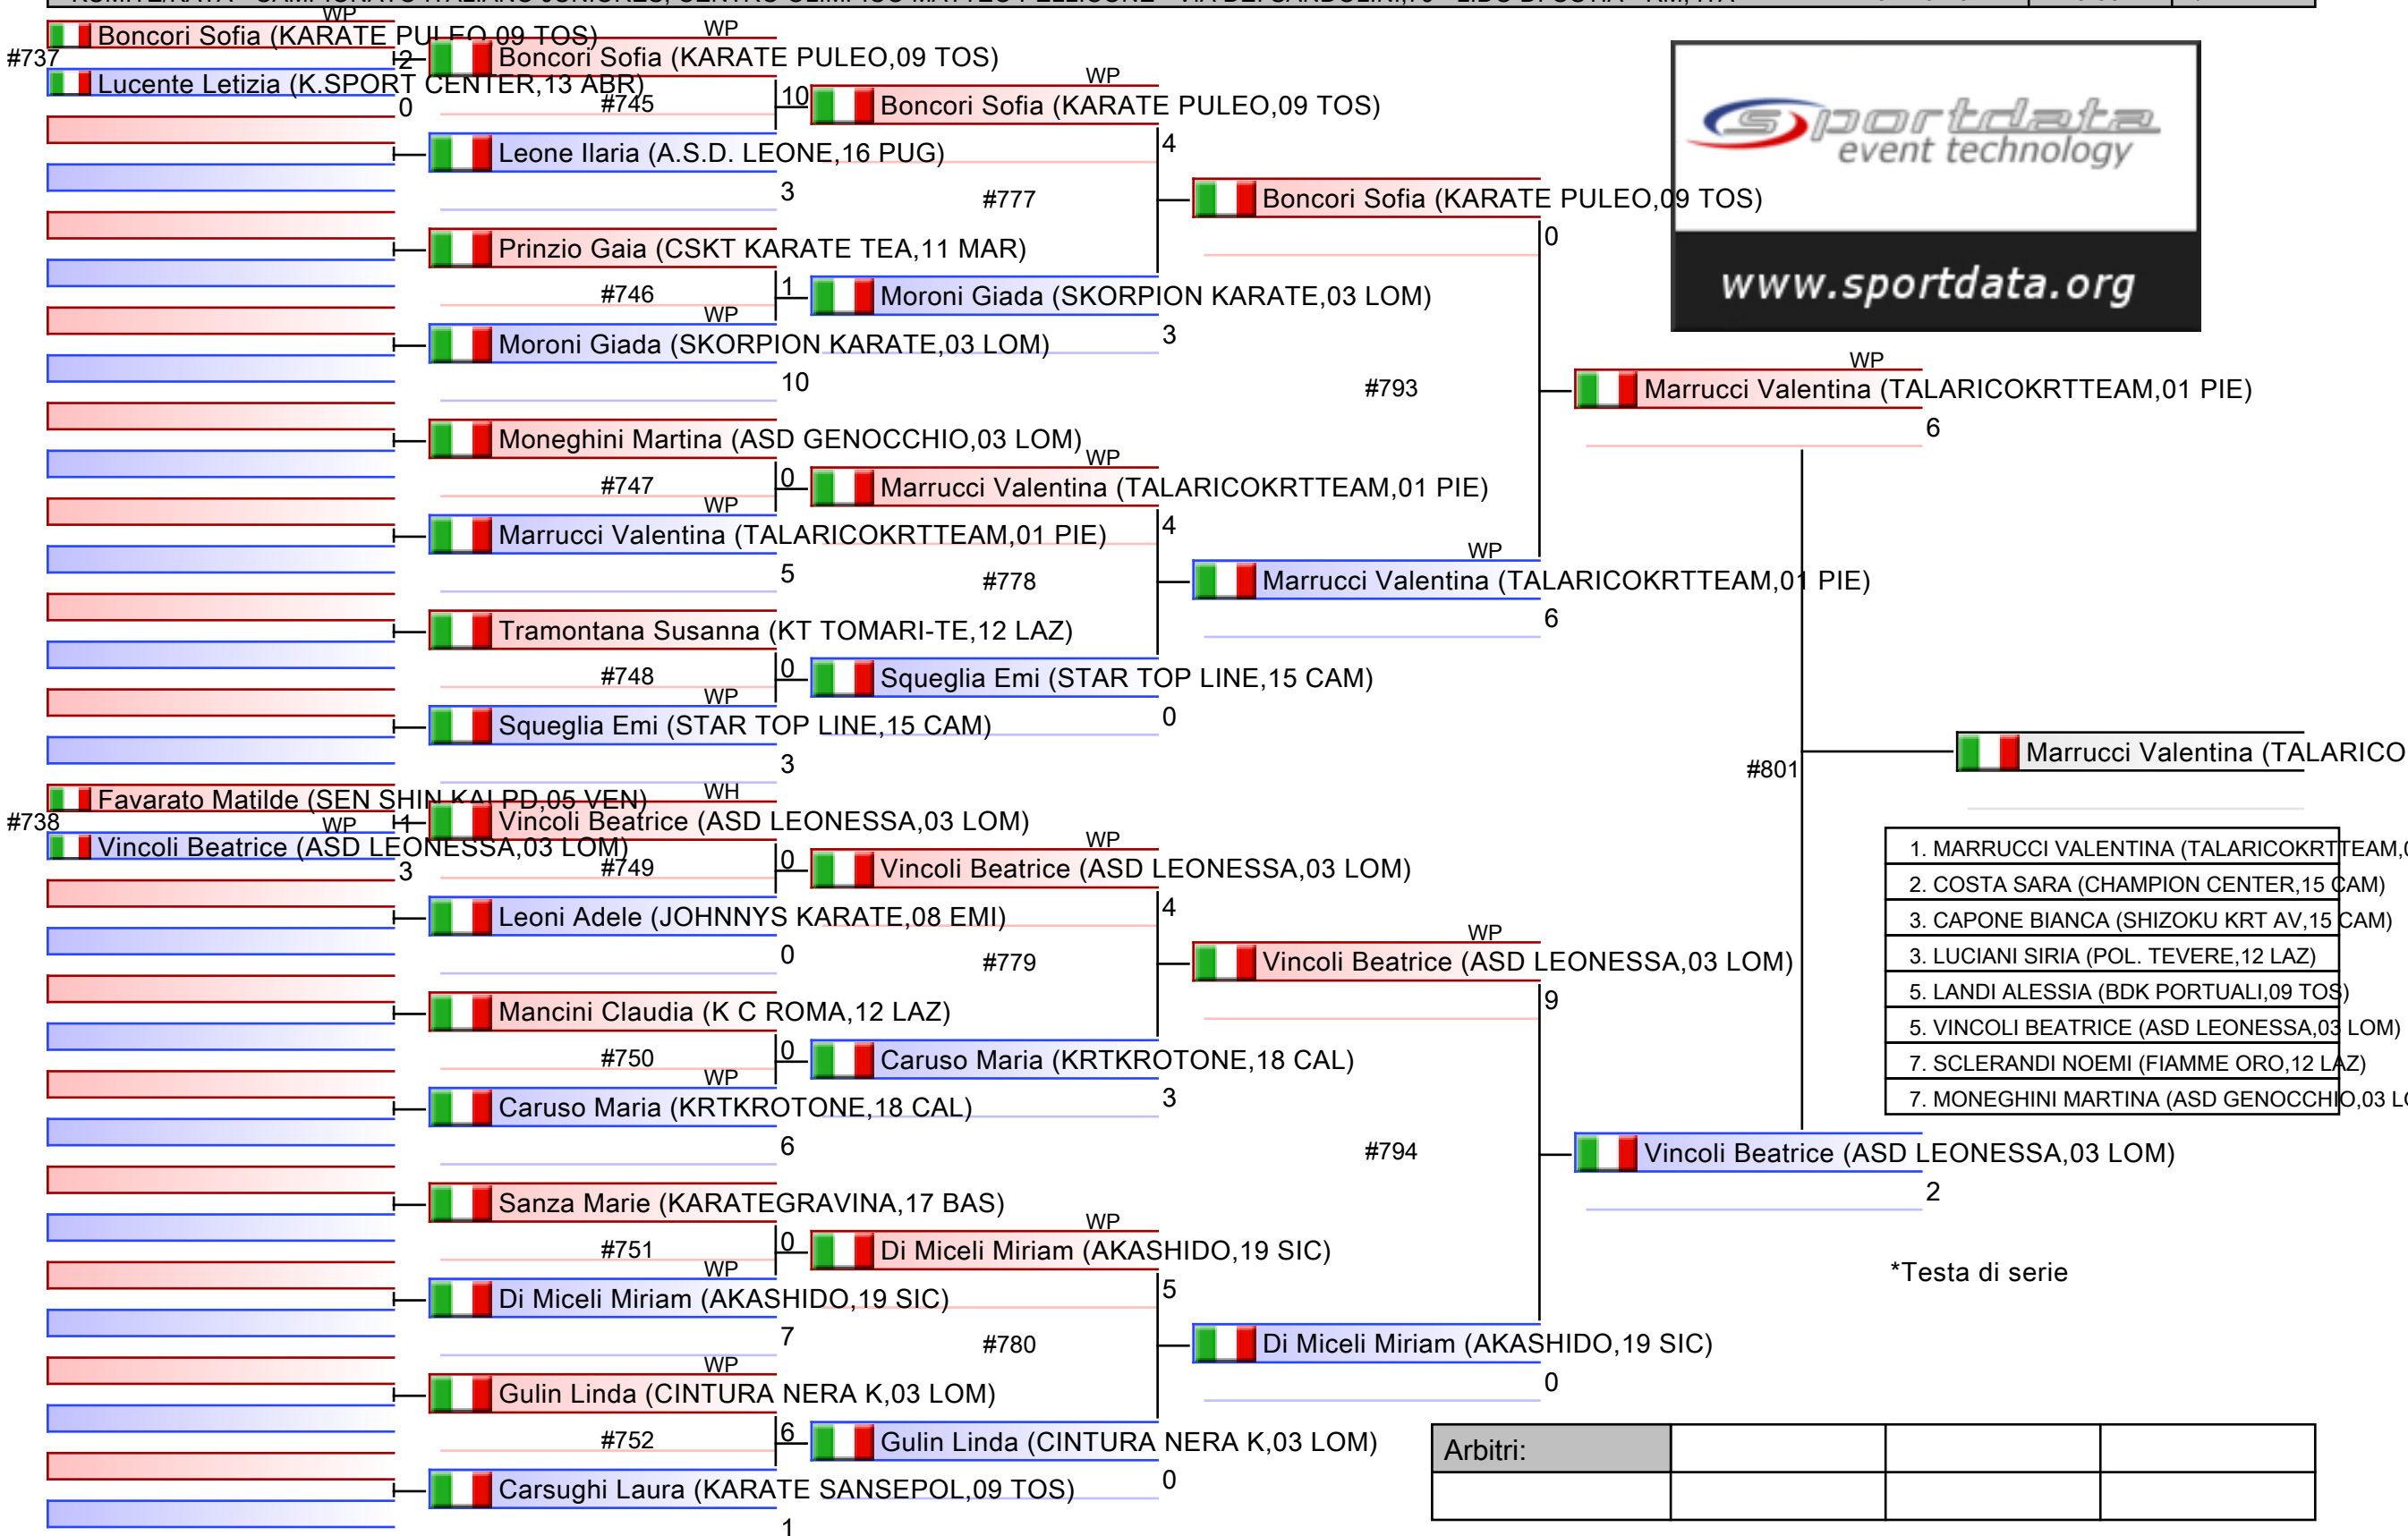 WP
Boncori Sofia (KARATE PULEO,09 TOS)
#737
2
Lucente Letizia (K.SPORT CENTER,13 ABR)
0
Favarato Matilde (SEN SHIN KAI PD,05 VEN)
#738
WP
1
Vincoli Beatrice (ASD LEONESSA,03 LOM)
3
WP
Boncori Sofia (KARATE PULEO,09 TOS)
#745
10
Leone Ilaria (A.S.D. LEONE,16 PUG)
3
Prinzio Gaia (CSKT KARATE TEA,11 MAR)
#746
1
WP
Moroni Giada (SKORPION KARATE,03 LOM)
10
Moneghini Martina (ASD GENOCCHIO,03 LOM)
#747
0
WP
Marrucci Valentina (TALARICOKRTTEAM,01 PIE)
5
Tramontana Susanna (KT TOMARI-TE,12 LAZ)
#748
0
WP
Squeglia Emi (STAR TOP LINE,15 CAM)
3
WH
Vincoli Beatrice (ASD LEONESSA,03 LOM)
#749
0
Leoni Adele (JOHNNYS KARATE,08 EMI)
0
Mancini Claudia (K C ROMA,12 LAZ)
#750
0
WP
Caruso Maria (KRTKROTONE,18 CAL)
6
Sanza Marie (KARATEGRAVINA,17 BAS)
#751
0
WP
Di Miceli Miriam (AKASHIDO,19 SIC)
7
WP
Gulin Linda (CINTURA NERA K,03 LOM)
#752
6
Carsughi Laura (KARATE SANSEPOL,09 TOS)
1
WP
Boncori Sofia (KARATE PULEO,09 TOS)
4
#777
Moroni Giada (SKORPION KARATE,03 LOM)
3
WP
Marrucci Valentina (TALARICOKRTTEAM,01 PIE)
4
#778
Squeglia Emi (STAR TOP LINE,15 CAM)
0
WP
Vincoli Beatrice (ASD LEONESSA,03 LOM)
4
#779
Caruso Maria (KRTKROTONE,18 CAL)
3
WP
Di Miceli Miriam (AKASHIDO,19 SIC)
5
#780
Gulin Linda (CINTURA NERA K,03 LOM)
0
Boncori Sofia (KARATE PULEO,09 TOS)
0
#793
WP
Marrucci Valentina (TALARICOKRTTEAM,01 PIE)
6
WP
Vincoli Beatrice (ASD LEONESSA,03 LOM)
9
#794
Di Miceli Miriam (AKASHIDO,19 SIC)
0
WP
Marrucci Valentina (TALARICOKRTTEAM,01 PIE)
6
#801
Vincoli Beatrice (ASD LEONESSA,03 LOM)
2
Marrucci Valentina (TALARICO
sportdata
event technology
www.sportdata.org
1. MARRUCCI VALENTINA (TALARICOKRTTEAM,0
2. COSTA SARA (CHAMPION CENTER,15 CAM)
3. CAPONE BIANCA (SHIZOKU KRT AV,15 CAM)
3. LUCIANI SIRIA (POL. TEVERE,12 LAZ)
5. LANDI ALESSIA (BDK PORTUALI,09 TOS)
5. VINCOLI BEATRICE (ASD LEONESSA,03 LOM)
7. SCLERANDI NOEMI (FIAMME ORO,12 LAZ)
7. MONEGHINI MARTINA (ASD GENOCCHIO,03 LO
*Testa di serie
Arbitri: